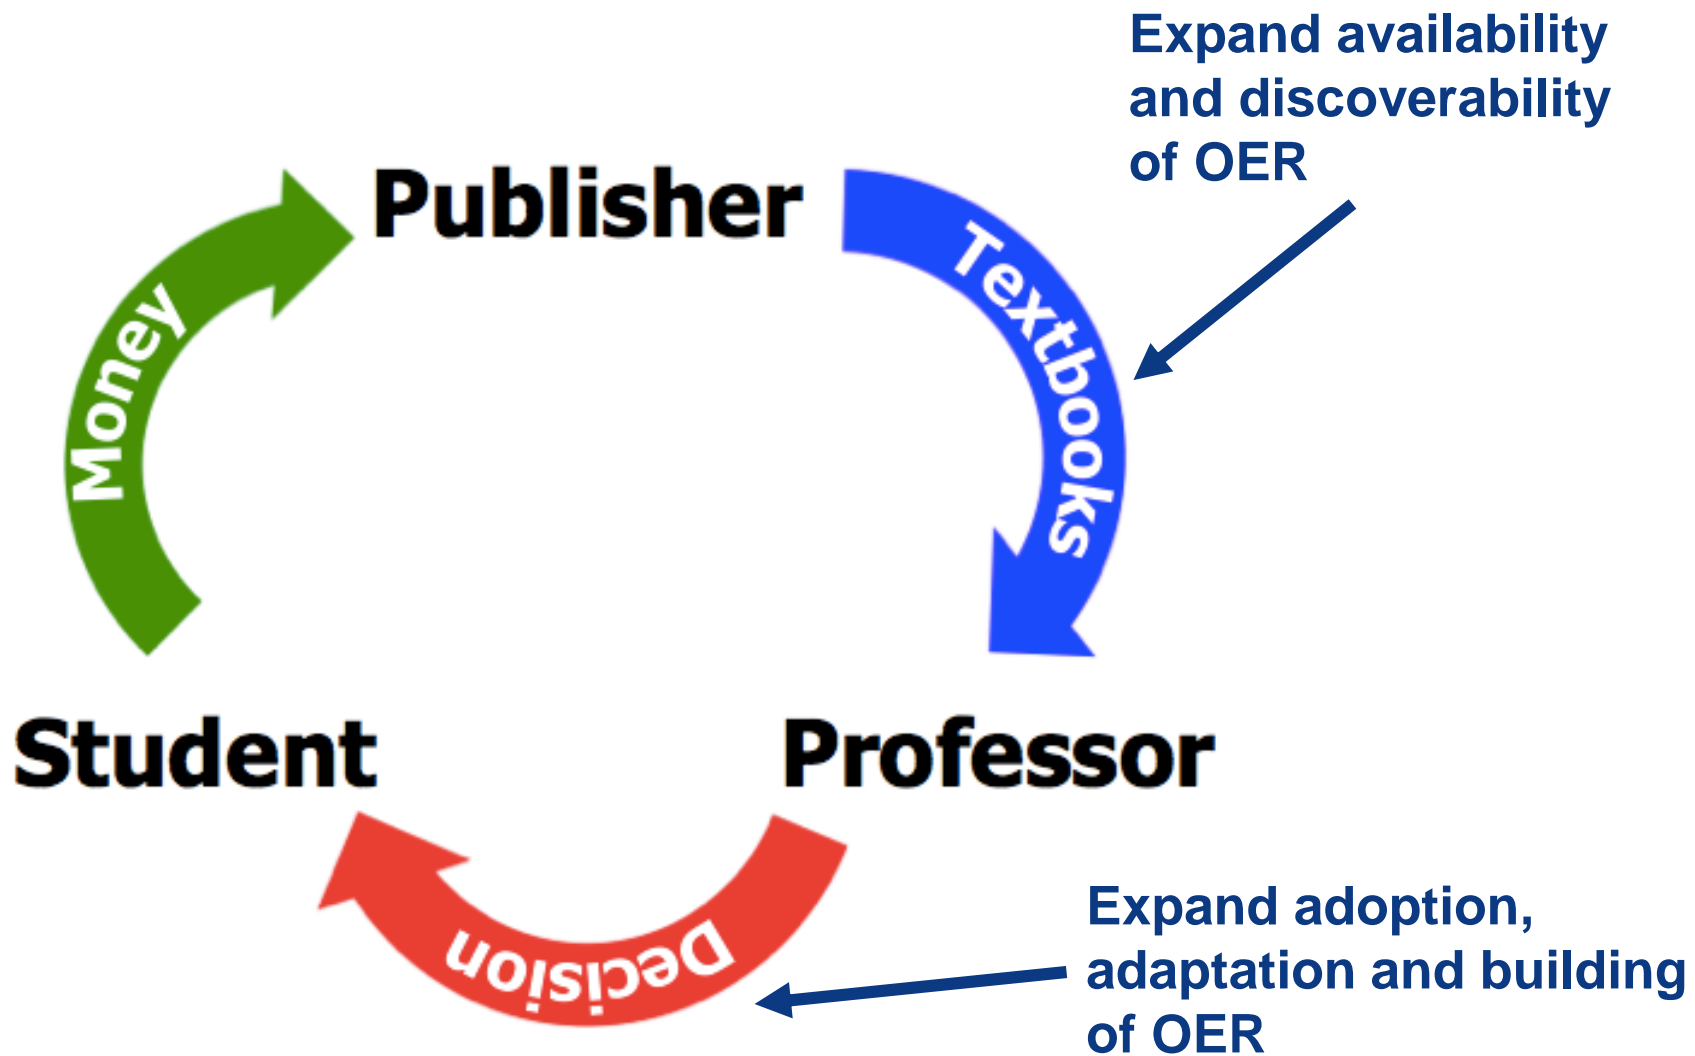 Expand availability
and discoverability
of OER
Publisher
Textbooks
Money
Student
Professor
Decision
Expand adoption,
adaptation and building
of OER